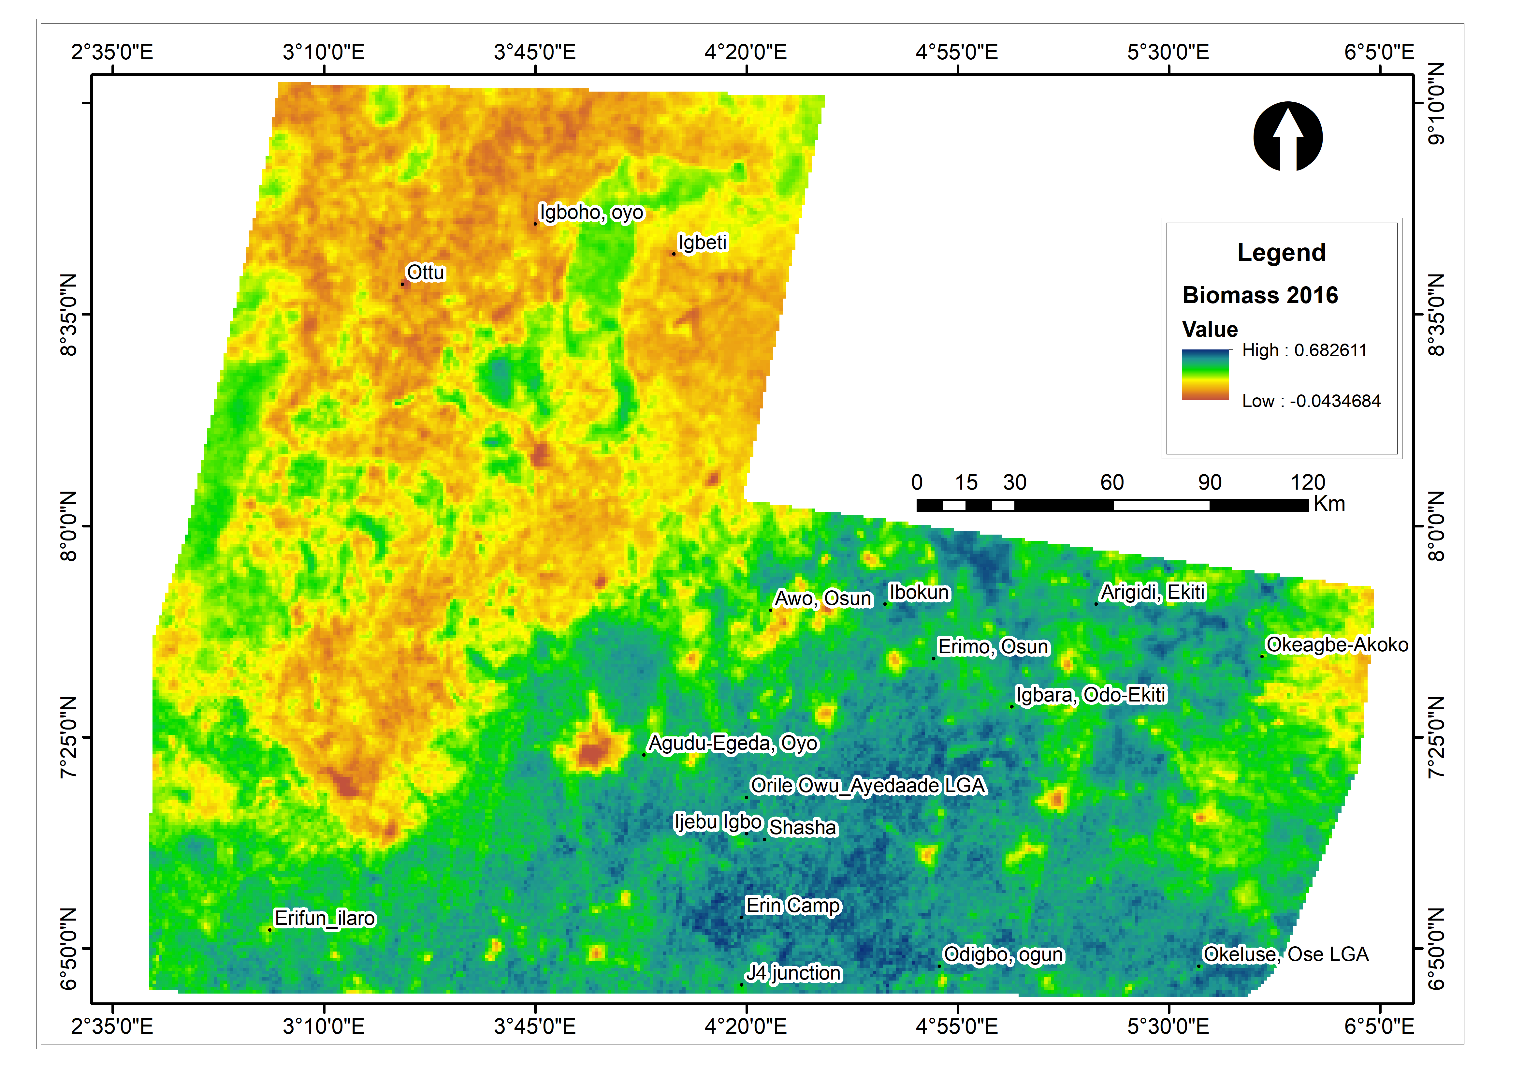 2°35'0"E 3°10'0"E 3°45'0"E 4°20'0"E 4°55'0"E 5°30'0"E 6°5'0"E
9°10'0"N
Igboho, oyo
Igbeti
Ottu
Legend
Biomass 2016
Value
High : 0.682611
Low : -0.0434684
8°35'0"N
8°35'0"N
0 15 30 60 90 120
Km
8°0'0"N
8°0'0"N
Awo, Osun
Ibokun
Arigidi, Ekiti
Erimo, Osun
Okeagbe-Akoko
Igbara, Odo-Ekiti
7°25'0"N
7°25'0"N
Agudu-Egeda, Oyo
Orile Owu_Ayedaade LGA
Ijebu Igbo
Shasha
Erin Camp
Erifun_ilaro
6°50'0"N
6°50'0"N
Odigbo, ogun
Okeluse, Ose LGA
J4 junction
2°35'0"E 3°10'0"E 3°45'0"E 4°20'0"E 4°55'0"E 5°30'0"E 6°5'0"E